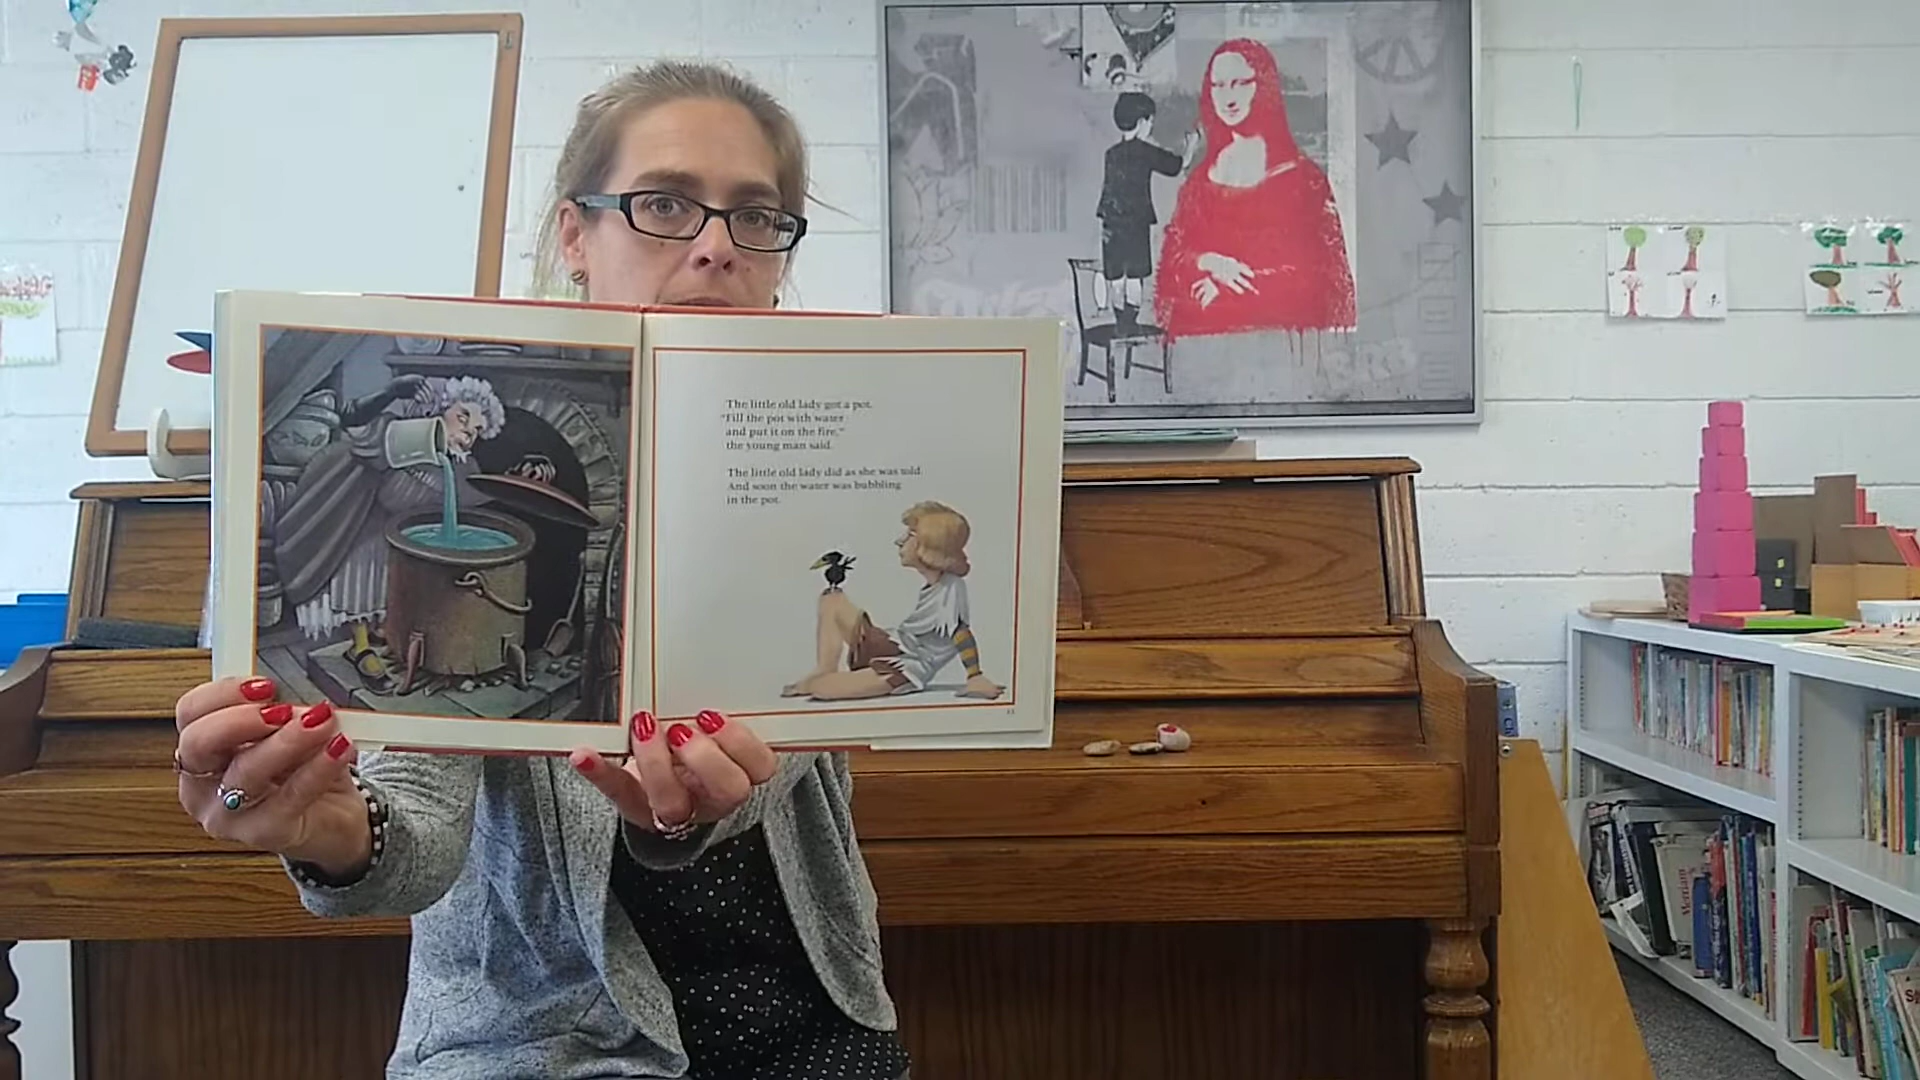 The little old lady got a pot.
"Fill the pot with water
and put it on the fire,"
the young man said.
The little old lady did as she was told.
And soon the water was bubbling
in the pot.
Merriam